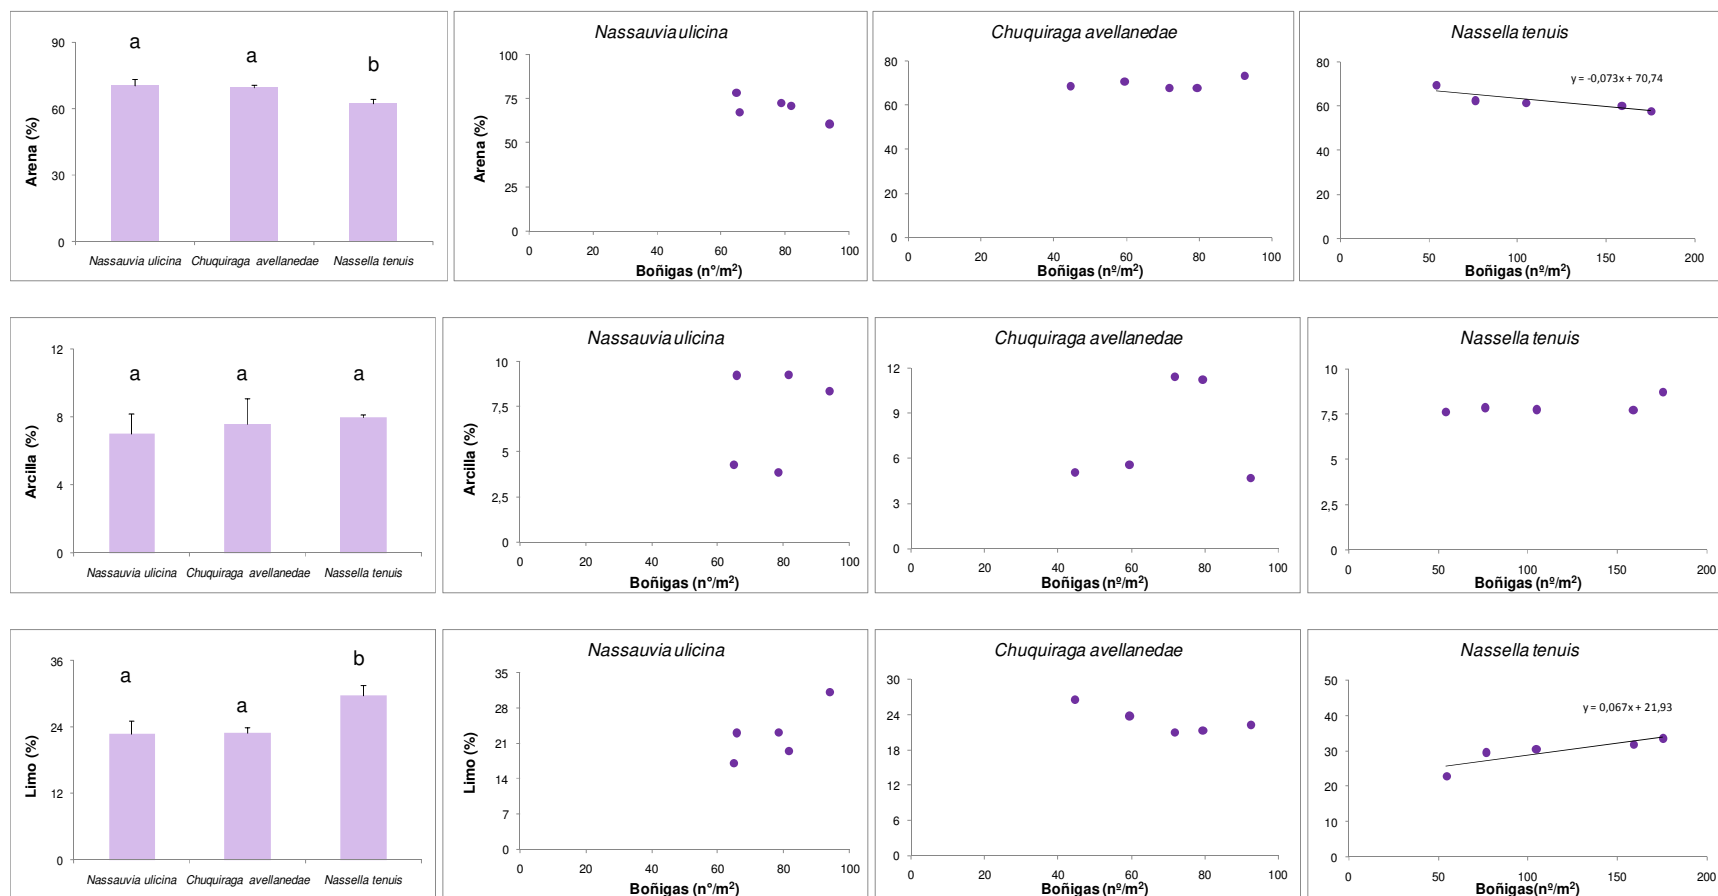 a
a
b
90
60
30
0
Arena (%)
Nassauvia ulicina Chuquiraga avellanedae Nassella tenuis
Nassauvia ulicina
100
75
50
25
0
Arena (%)
0 20 40 60 80 100
Boñigas (n°/m²)
Chuquiraga avellanedae
80
60
40
20
0
0 20 40 60 80 100
Boñigas (nº/m²)
Nassella tenuis
y = -0,073x + 70,74
80
60
40
20
0
0 50 100 150 200
Boñigas (nº/m²)
a a a
12
8
4
0
Arcilla (%)
Nassauvia ulicina Chuquiraga avellanedae Nassella tenuis
Nassauvia ulicina
10
7,5
5
2,5
0
Arcilla (%)
0 20 40 60 80 100
Boñigas (n°/m²)
Chuquiraga avellanedae
12
9
6
3
0
0 20 40 60 80 100
Boñigas (nº/m²)
Nassella tenuis
10
7,5
5
2,5
0
0 50 100 150 200
Boñigas (nº/m²)
b
a
a
36
24
12
0
Limo (%)
Nassauvia ulicina Chuquiraga avellanedae Nassella tenuis
Nassauvia ulicina
35
28
21
14
7
0
Limo (%)
0 20 40 60 80 100
Boñigas (n°/m²)
Chuquiraga avellanedae
30
24
18
12
6
0
0 20 40 60 80 100
Boñigas (nº/m²)
Nassella tenuis
y = 0,067x + 21,93
50
40
30
20
10
0
0 50 100 150 200
Boñigas(nº/m²)